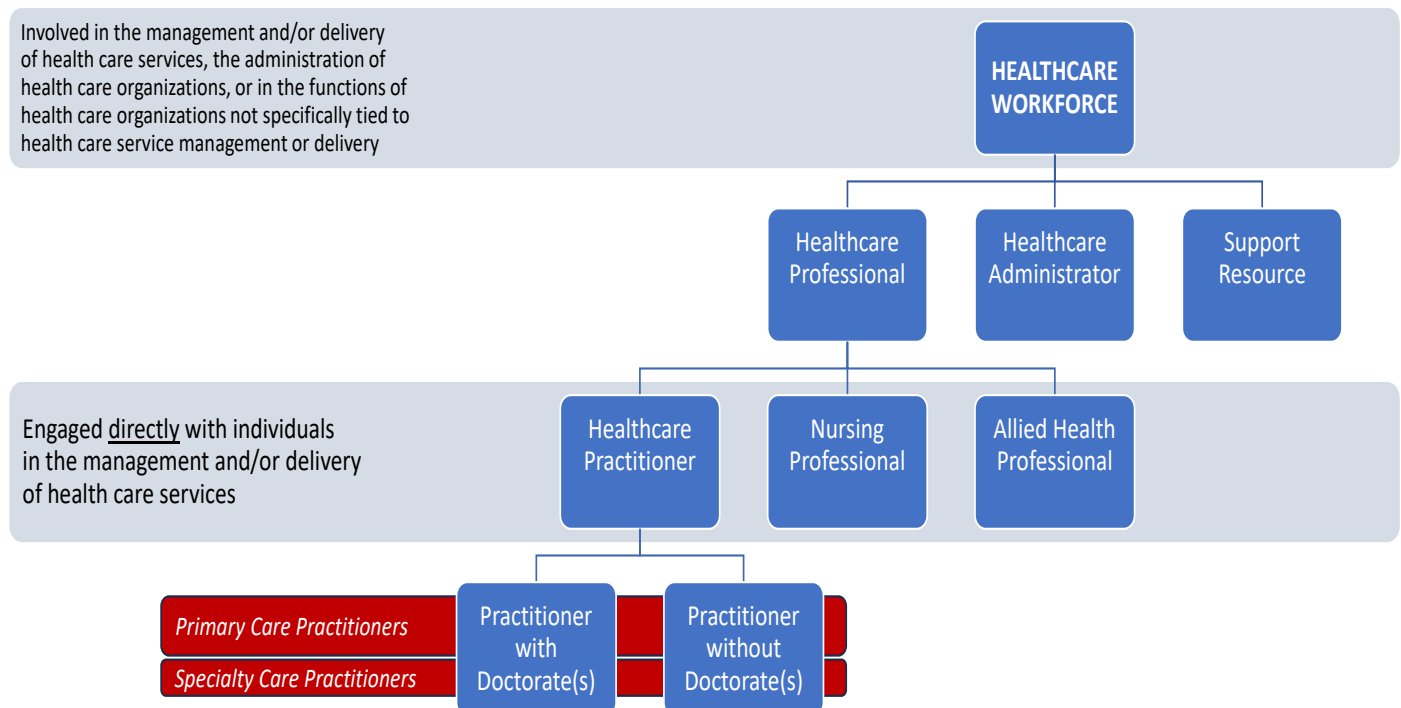 Involved in the management and/or delivery
of health care services, the administration of
health care organizations, or in the functions of
health care organizations not specifically tied to
health care service management or delivery
HEALTHCARE
WORKFORCE
Healthcare
Professional
Healthcare
Administrator
Support
Resource
Engaged directly with individuals
in the management and/or delivery
of health care services
Healthcare
Practitioner
Nursing
Professional
Allied Health
Professional
Primary Care Practitioners
Specialty Care Practitioners
Practitioner
with
Doctorate(s)
Practitioner
without
Doctorate(s)